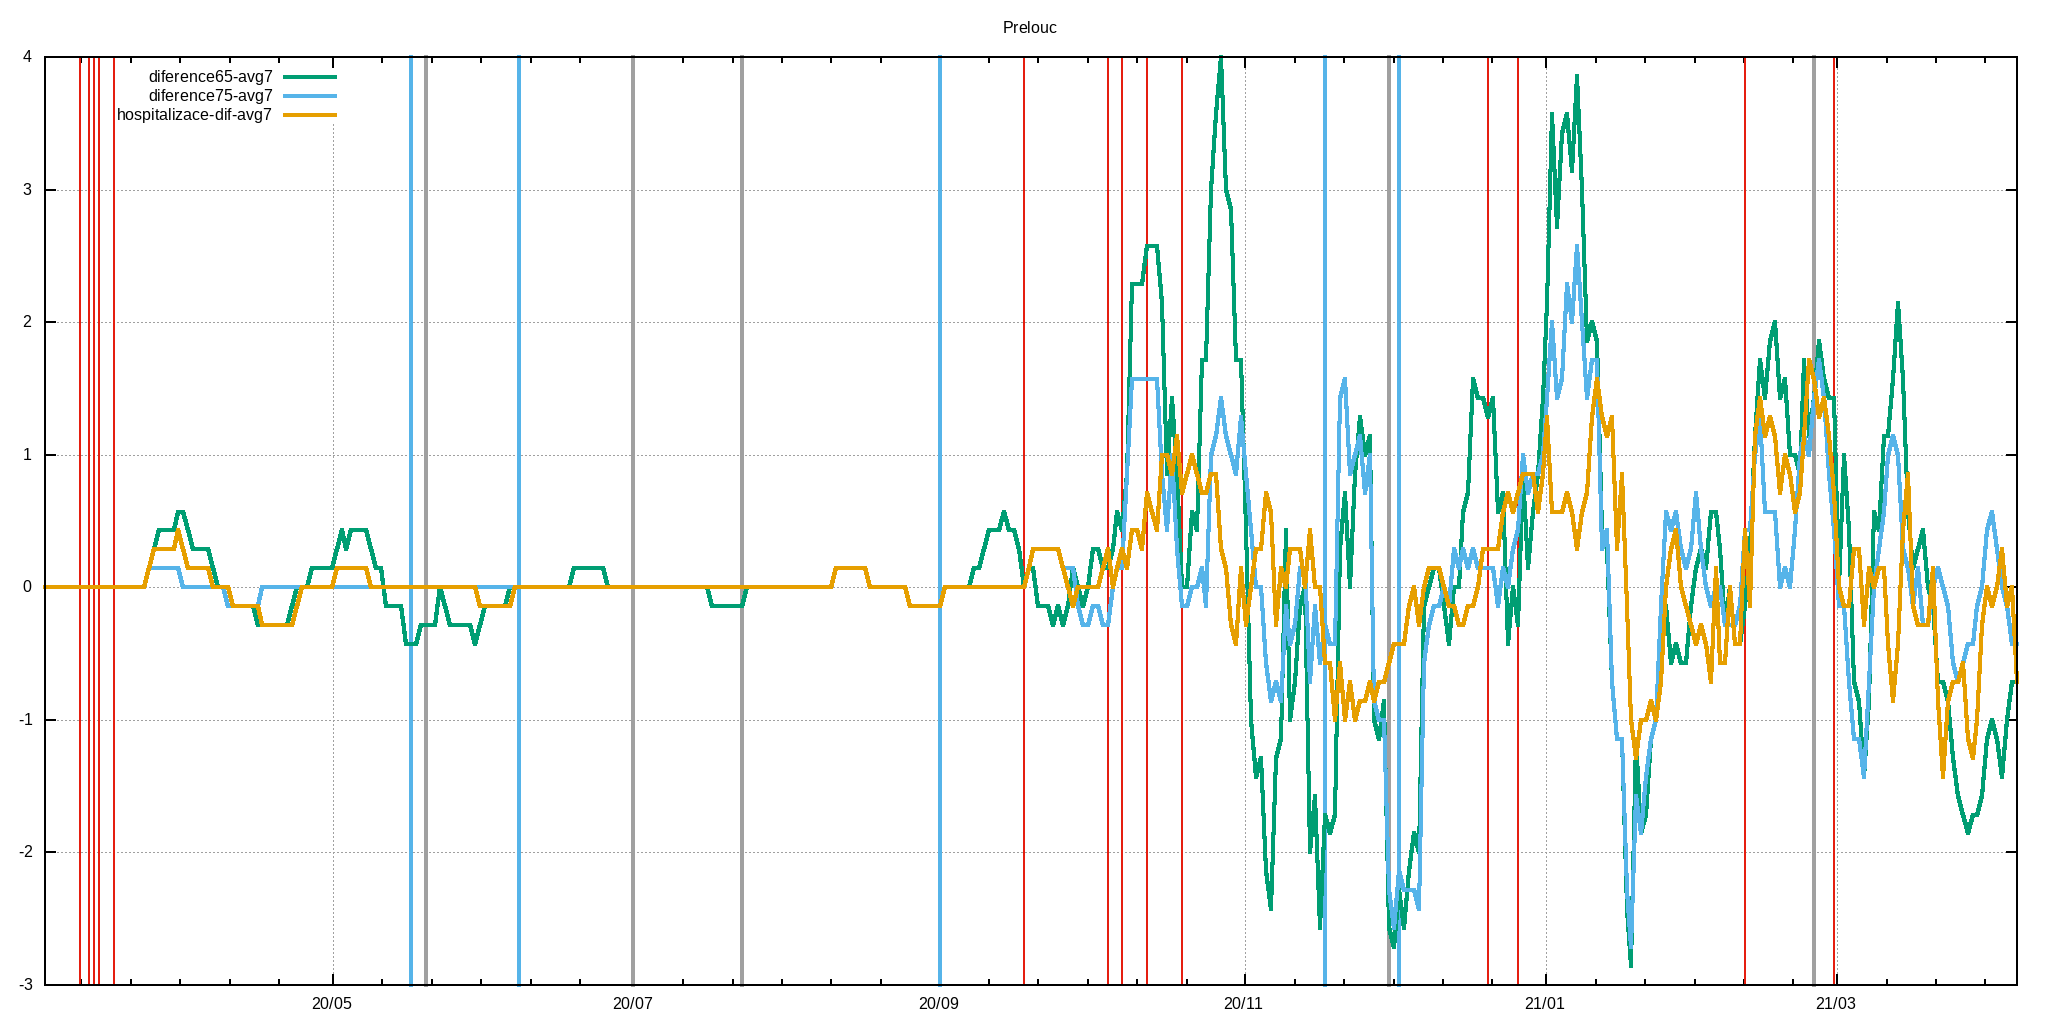 Prelouc
4
diference65-avg7
diference75-avg7
hospitalizace-dif-avg7
3
2
1
0
-1
-2
-3
20/05 20/07 20/09 20/11 21/01 21/03